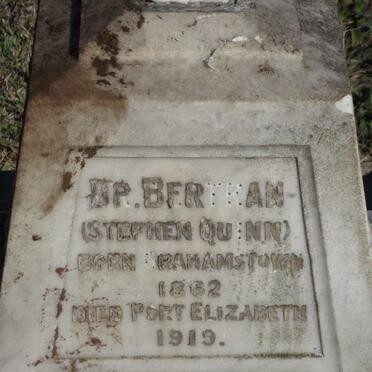 BR. BERTRAN
(STEPHEN QUINN)
BORN GRAHAMSTOWN
1862
DIED PORT ELIZABETH
1919.